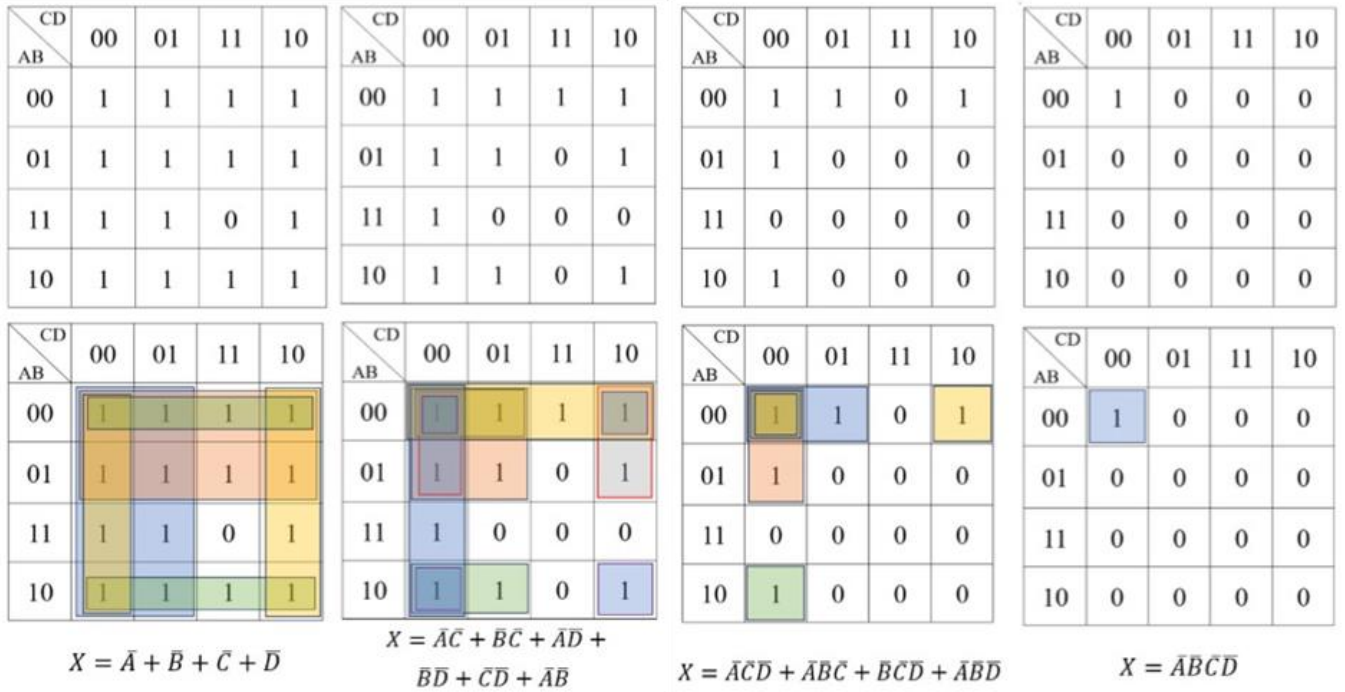 CD
AB 00 01 11 10
00 1 1 1 1
01 1 1 1 1
11 1 1 0 1
10 1 1 1 1
CD
AB 00 01 11 10
00 1 1 1 1
01 1 1 0 1
11 1 0 0 0
10 1 1 0 1
CD
AB 00 01 11 10
00 1 1 0 1
01 1 0 0 0
11 0 0 0 0
10 1 0 0 0
CD
AB 00 01 11 10
00 1 0 0 0
01 0 0 0 0
11 0 0 0 0
10 0 0 0 0
CD
AB 00 01 11 10
00 1 1 1 1
01 1 1 1 1
11 1 1 0 1
10 1 1 1 1
X = A̅ + B̅ + C̅ + D̅
CD
AB 00 01 11 10
00 1 1 1 1
01 1 1 0 1
11 1 0 0 0
10 1 1 0 1
X = A̅C̅ + B̅C̅ + A̅D̅ +
B̅D̅ + C̅D̅ + A̅B̅
CD
AB 00 01 11 10
00 1 1 0 1
01 1 0 0 0
11 0 0 0 0
10 1 0 0 0
X = A̅C̅D̅ + A̅B̅C̅ + B̅C̅D̅ + A̅B̅D̅
CD
AB 00 01 11 10
00 1 0 0 0
01 0 0 0 0
11 0 0 0 0
10 0 0 0 0
X = A̅B̅C̅D̅